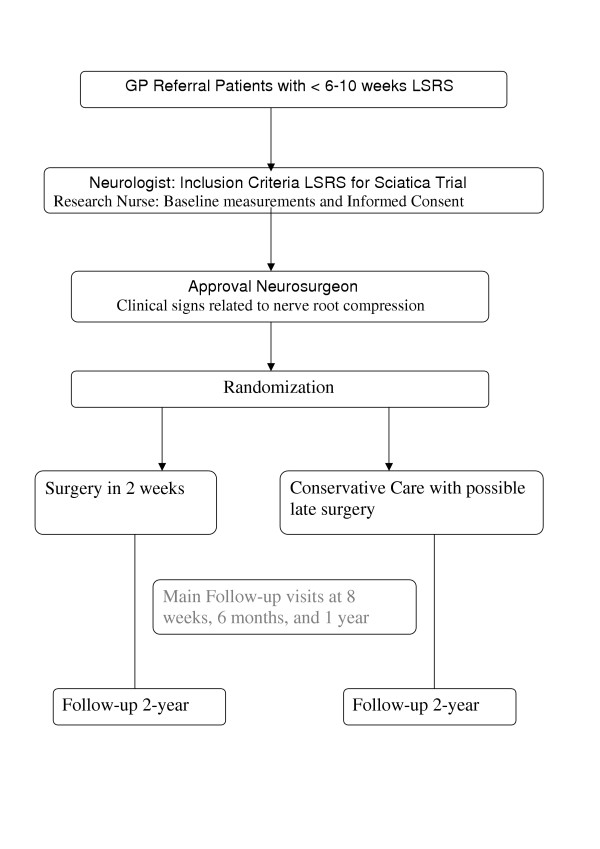 GP Referral Patients with < 6-10 weeks LSRS
Neurologist: Inclusion Criteria LSRS for Sciatica Trial
Research Nurse: Baseline measurements and Informed Consent
Approval Neurosurgeon
Clinical signs related to nerve root compression
Randomization
Surgery in 2 weeks
Conservative Care with possible
late surgery
Main Follow-up visits at 8
weeks, 6 months, and 1 year
Follow-up 2-year
Follow-up 2-year